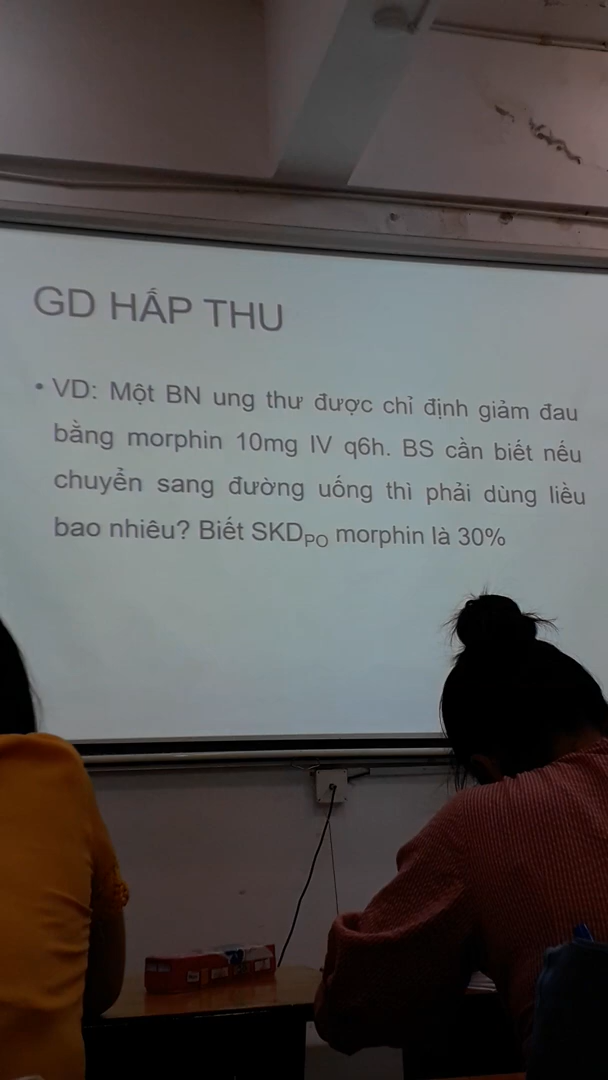 GD HẤP THU
• VD: Một BN ung thư được chỉ định giảm đau
bằng morphin 10mg IV q6h. BS cần biết nếu
chuyển sang đường uống thì phải dùng liều
bao nhiêu? Biết SKDPO morphin là 30%